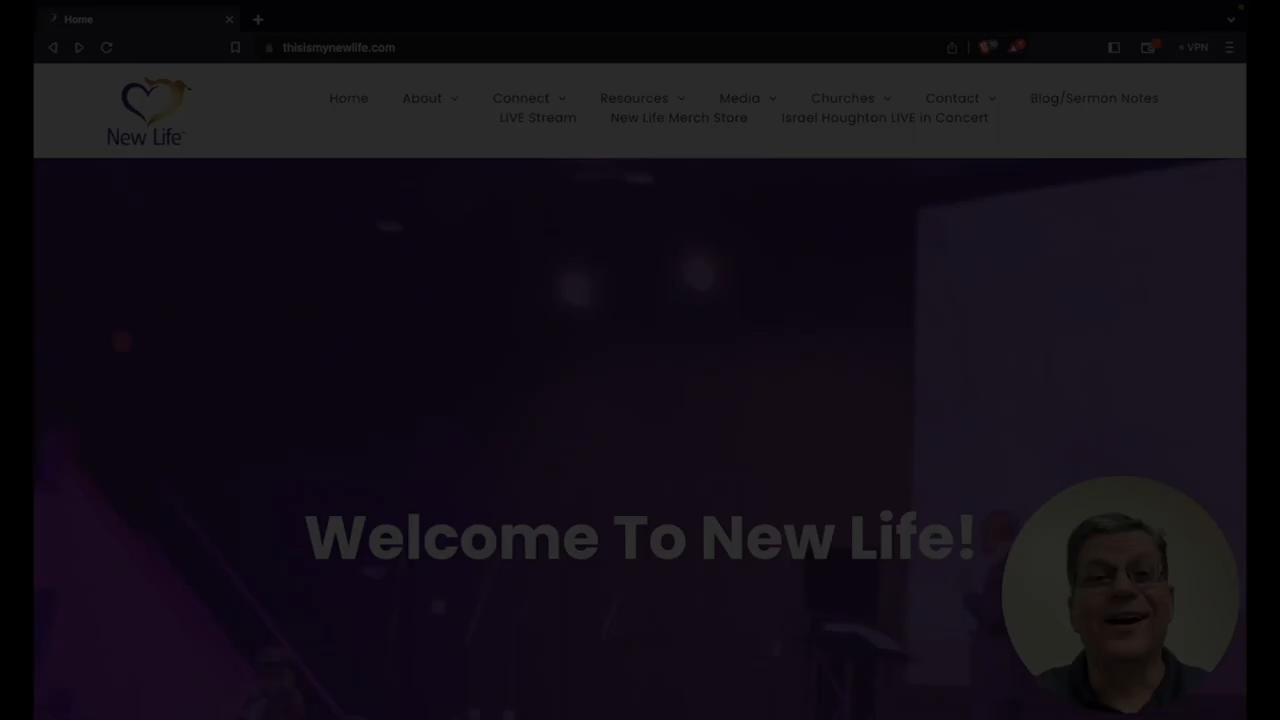 Home
thisismynewlife.com
VPN
New Life
Home About Connect Resources Media Churches Contact Blog/Sermon Notes
LIVE Stream New Life Merch Store Israel Houghton LIVE in Concert
Welcome To New Life!